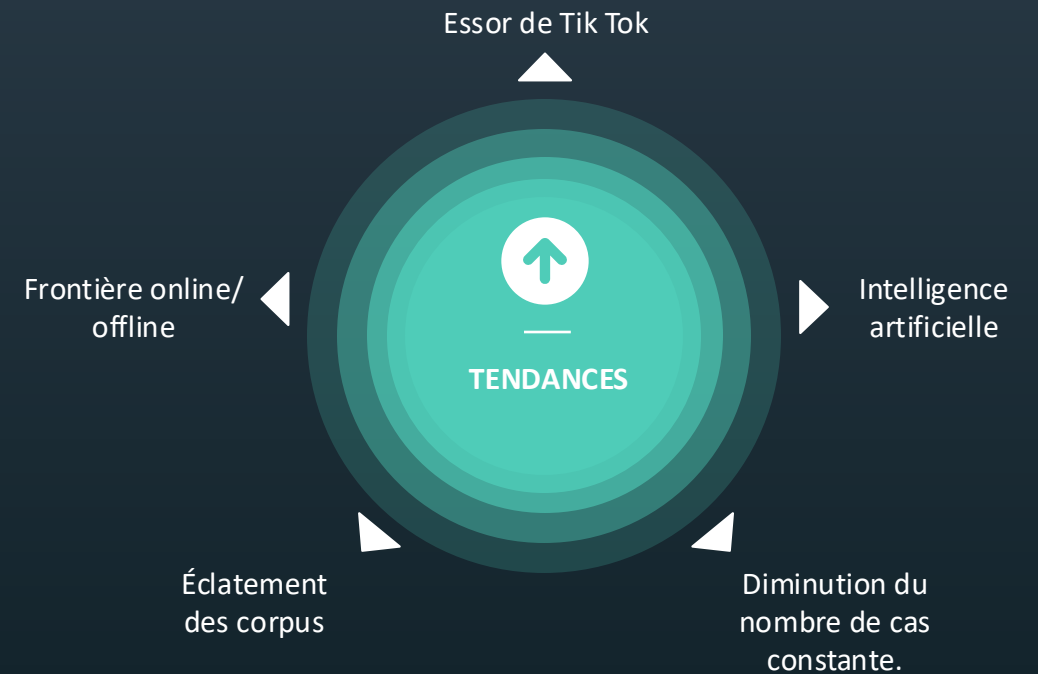 Essor de Tik Tok
Frontière online/
offline
Intelligence
artificielle
TENDANCES
Éclatement
des corpus
Diminution du
nombre de cas
constante.